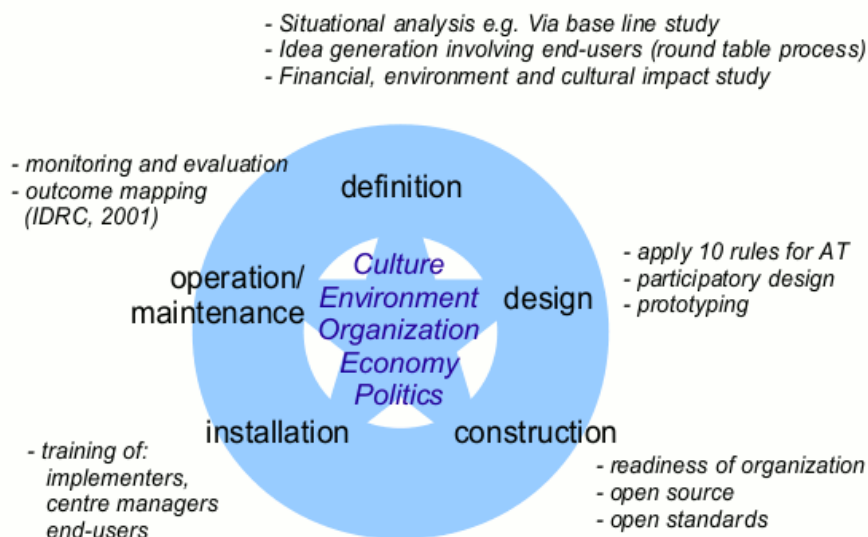 - Situational analysis e.g. Via base line study
- Idea generation involving end-users (round table process)
- Financial, environment and cultural impact study
- monitoring and evaluation
- outcome mapping
(IDRC, 2001)
definition
- apply 10 rules for AT
- participatory design
- prototyping
operation/
maintenance
Culture
Environment
Organization
Economy
Politics
design
installation
construction
- training of:
implementers,
centre managers
end-users
- readiness of organization
- open source
- open standards